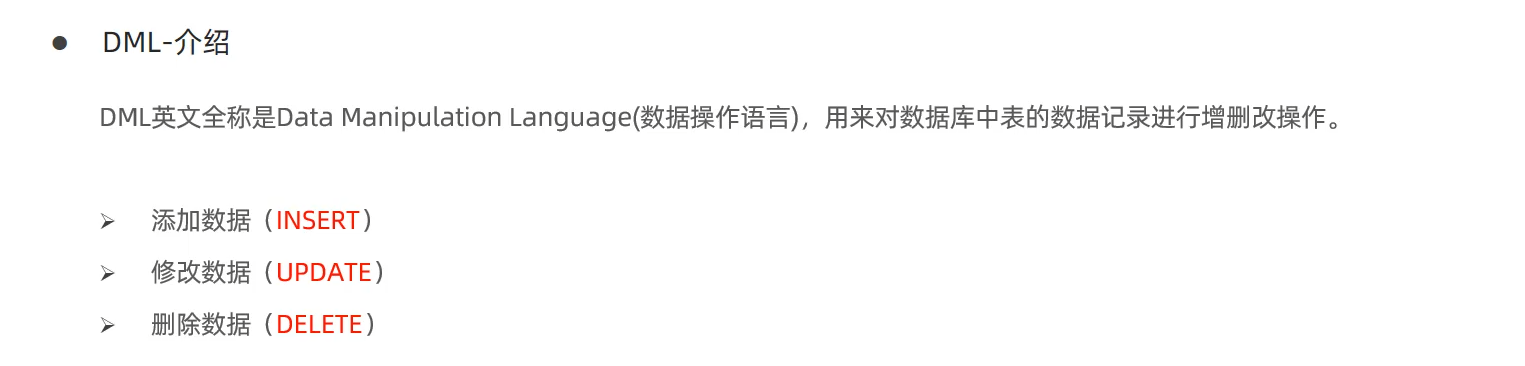 ● DML-介绍
DML英文全称是Data Manipulation Language(数据操作语言)，用来对数据库中表的数据记录进行增删改操作。
➢ 添加数据（INSERT）
➢ 修改数据（UPDATE）
➢ 删除数据（DELETE）